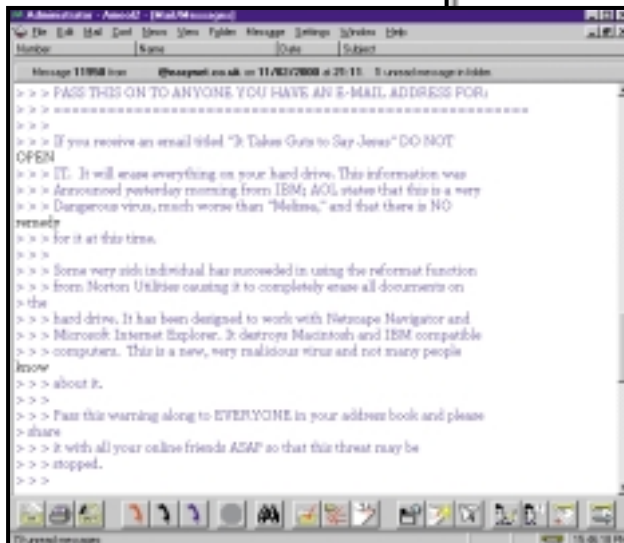 Administrator - Ameol2 - [Mail/Messages]
File Edit Mail Conf News View Folder Message Settings Window Help
Number Name Date Subject
Message 11958 from @easynet.co.uk on 11/02/2000 at 21:11. 1 unread message in folder.
> > > PASS THIS ON TO ANYONE YOU HAVE AN E-MAIL ADDRESS FOR:
> > > ==================================================
> > >
> > > If you receive an email titled "It Takes Guts to Say Jesus" DO NOT
OPEN
> > > IT. It will erase everything on your hard drive. This information was
> > > Announced yesterday morning from IBM; AOL states that this is a very
> > > Dangerous virus, much worse than "Melissa," and that there is NO
remedy
> > > for it at this time.
> > >
> > > Some very sick individual has succeeded in using the reformat function
> > > from Norton Utilities causing it to completely erase all documents on
> the
> > > hard drive. It has been designed to work with Netscape Navigator and
> > > Microsoft Internet Explorer. It destroys Macintosh and IBM compatible
> > > computers. This is a new, very malicious virus and not many people
know
> > > about it.
> > >
> > > Pass this warning along to EVERYONE in your address book and please
> share
> > > it with all your online friends ASAP so that this threat may be
> > > stopped.
> > >
unread messages